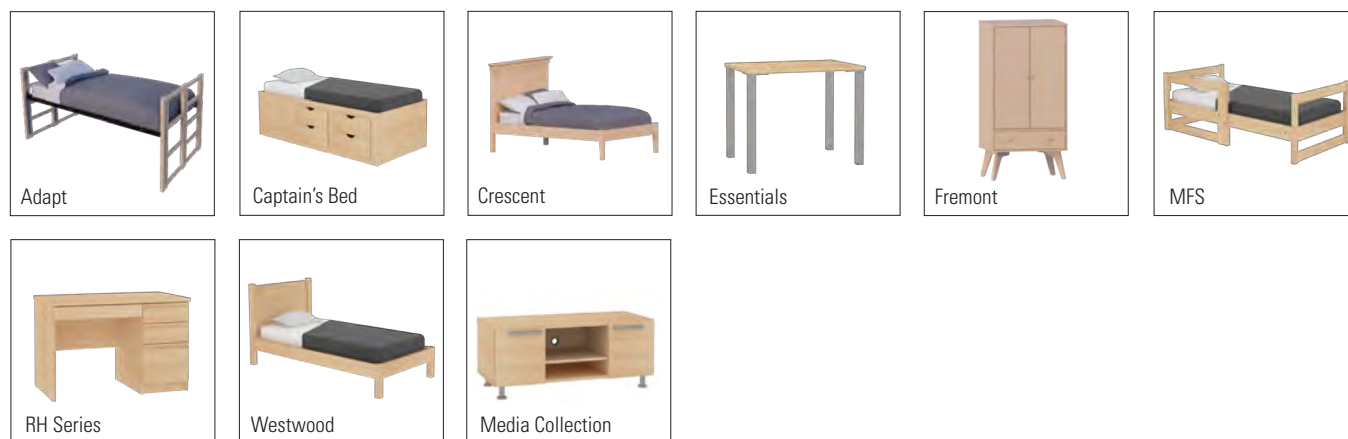 Adapt
Captain's Bed
Crescent
Essentials
Fremont
MFS
RH Series
Westwood
Media Collection